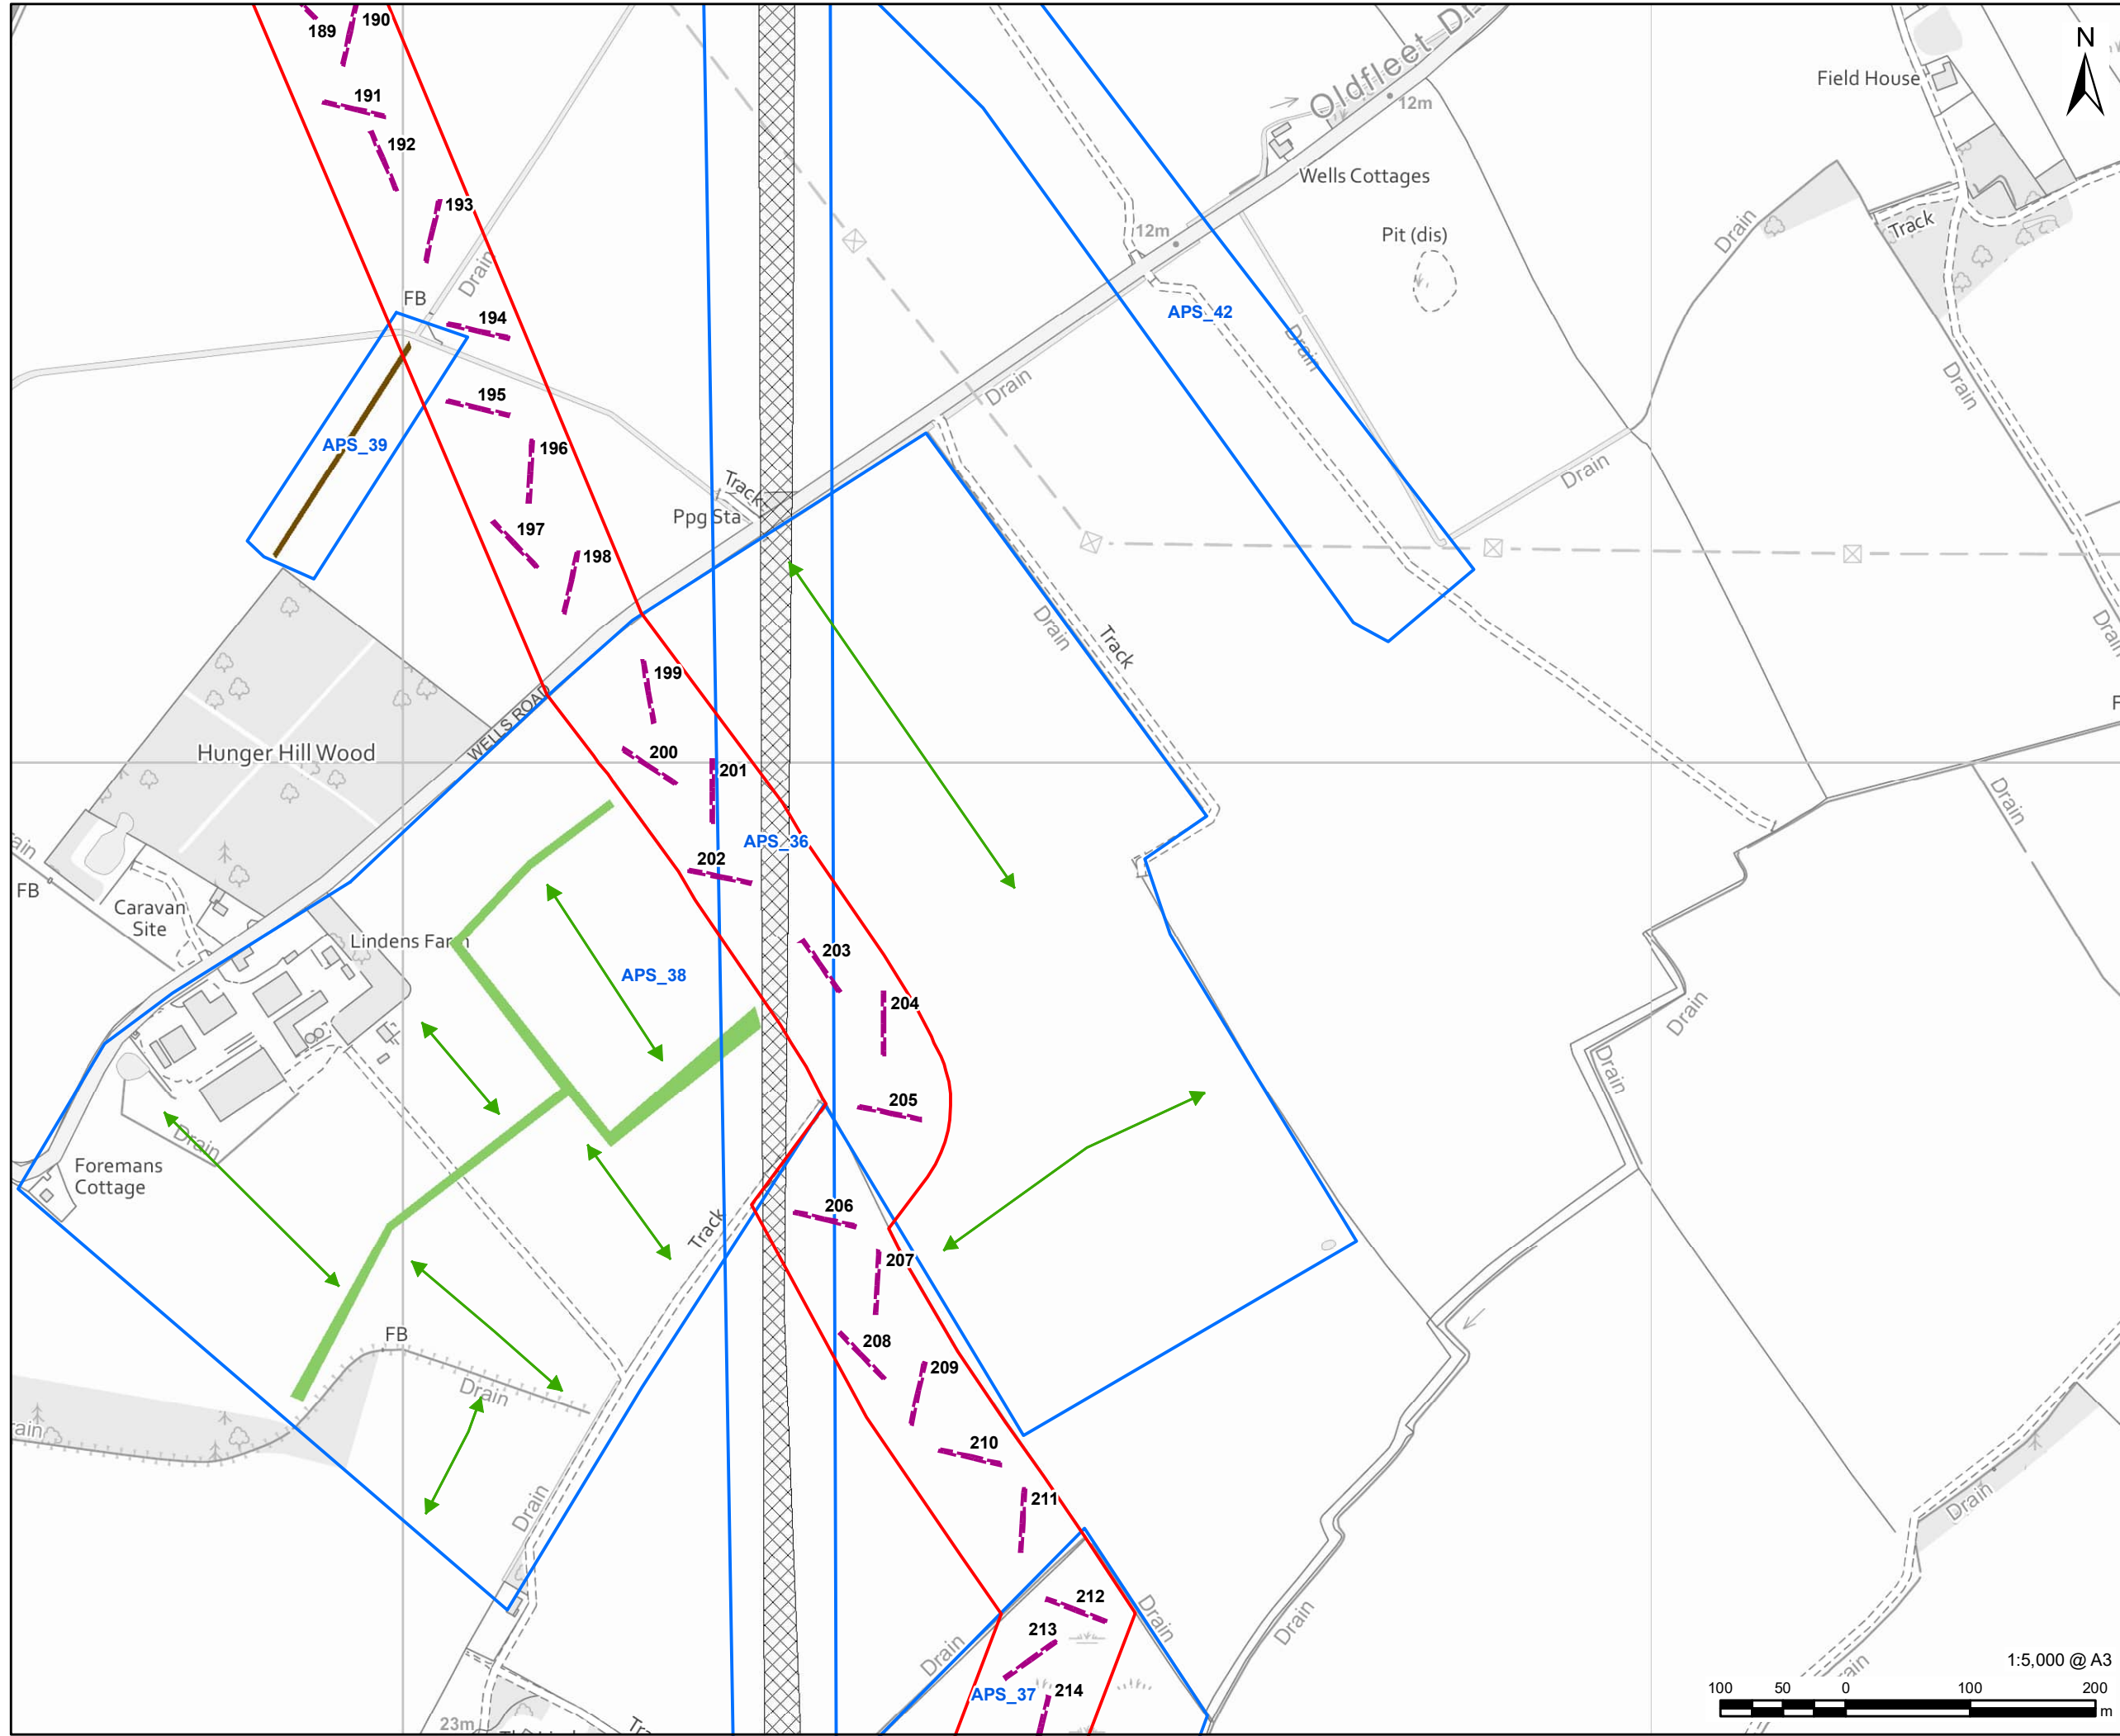 189
190
N
Field House
191
Oldfleet Dr
12m
192
Wells Cottages
193
Track
Drain
12m
Pit (dis)
Drain
FB
APS_42
194
Drain
Drain
Drain
195
APS_39
196
Drain
Track
Ppg Sta
197
198
Drain
Track
Drain
199
WELLS ROAD
Hunger Hill Wood
200
201
Drain
APS_36
202
FB
Caravan
Site
Lindens Farm
203
APS_38
204
Drain
Drain
205
Drain
Foremans
Cottage
206
Track
207
FB
208
209
Drain
210
211
Drain
Drain
212
Drain
Drain
213
Drain
APS_37
214
23m
1:5,000 @ A3
100 50 0 100 200
m